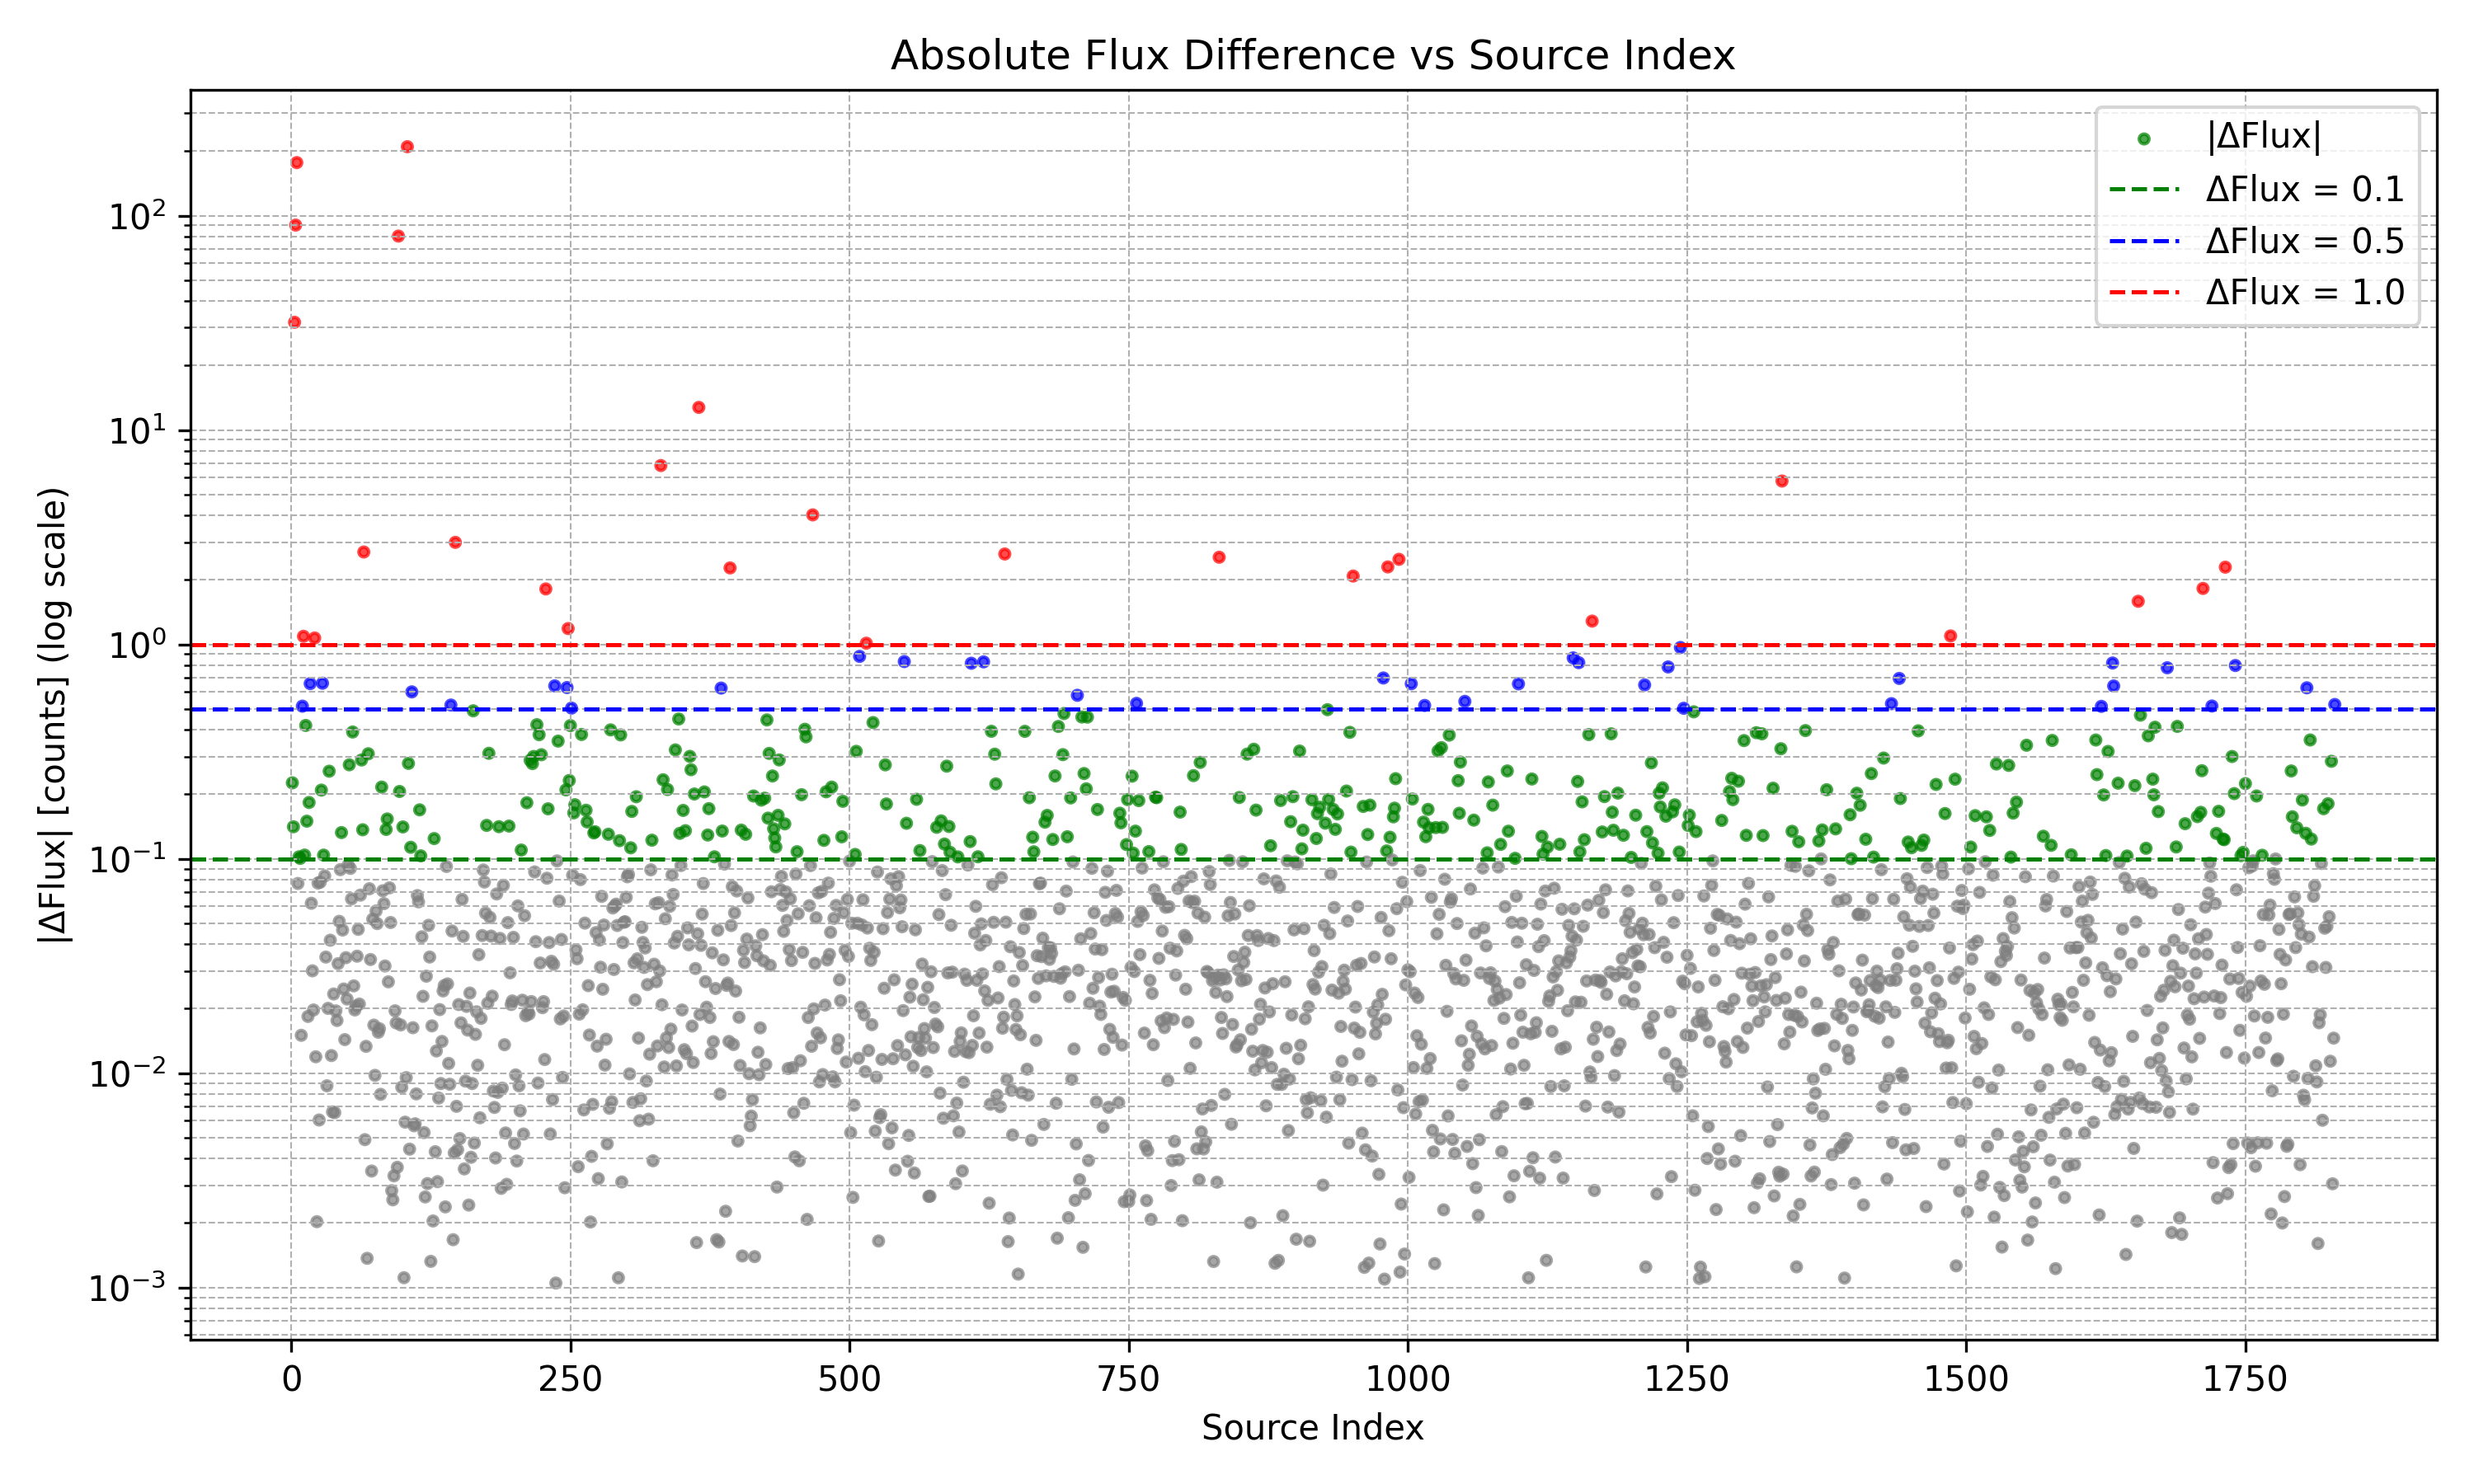 Absolute Flux Difference vs Source Index
|ΔFlux|
ΔFlux = 0.1
ΔFlux = 0.5
ΔFlux = 1.0
|ΔFlux| [counts] (log scale)
10²
10¹
10⁰
10⁻¹
10⁻²
10⁻³
0 250 500 750 1000 1250 1500 1750
Source Index